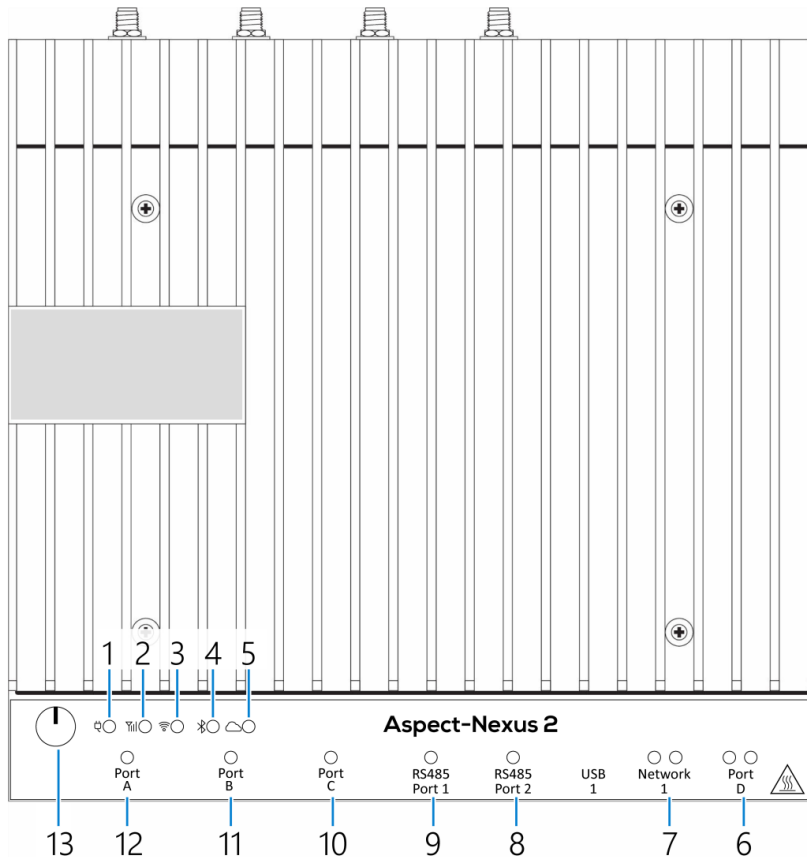 1 2 3 4 5
Aspect-Nexus 2
Port
A
Port
B
Port
C
RS485
Port 1
RS485
Port 2
USB
1
Network
1
Port
D
13 12 11 10 9 8 7 6